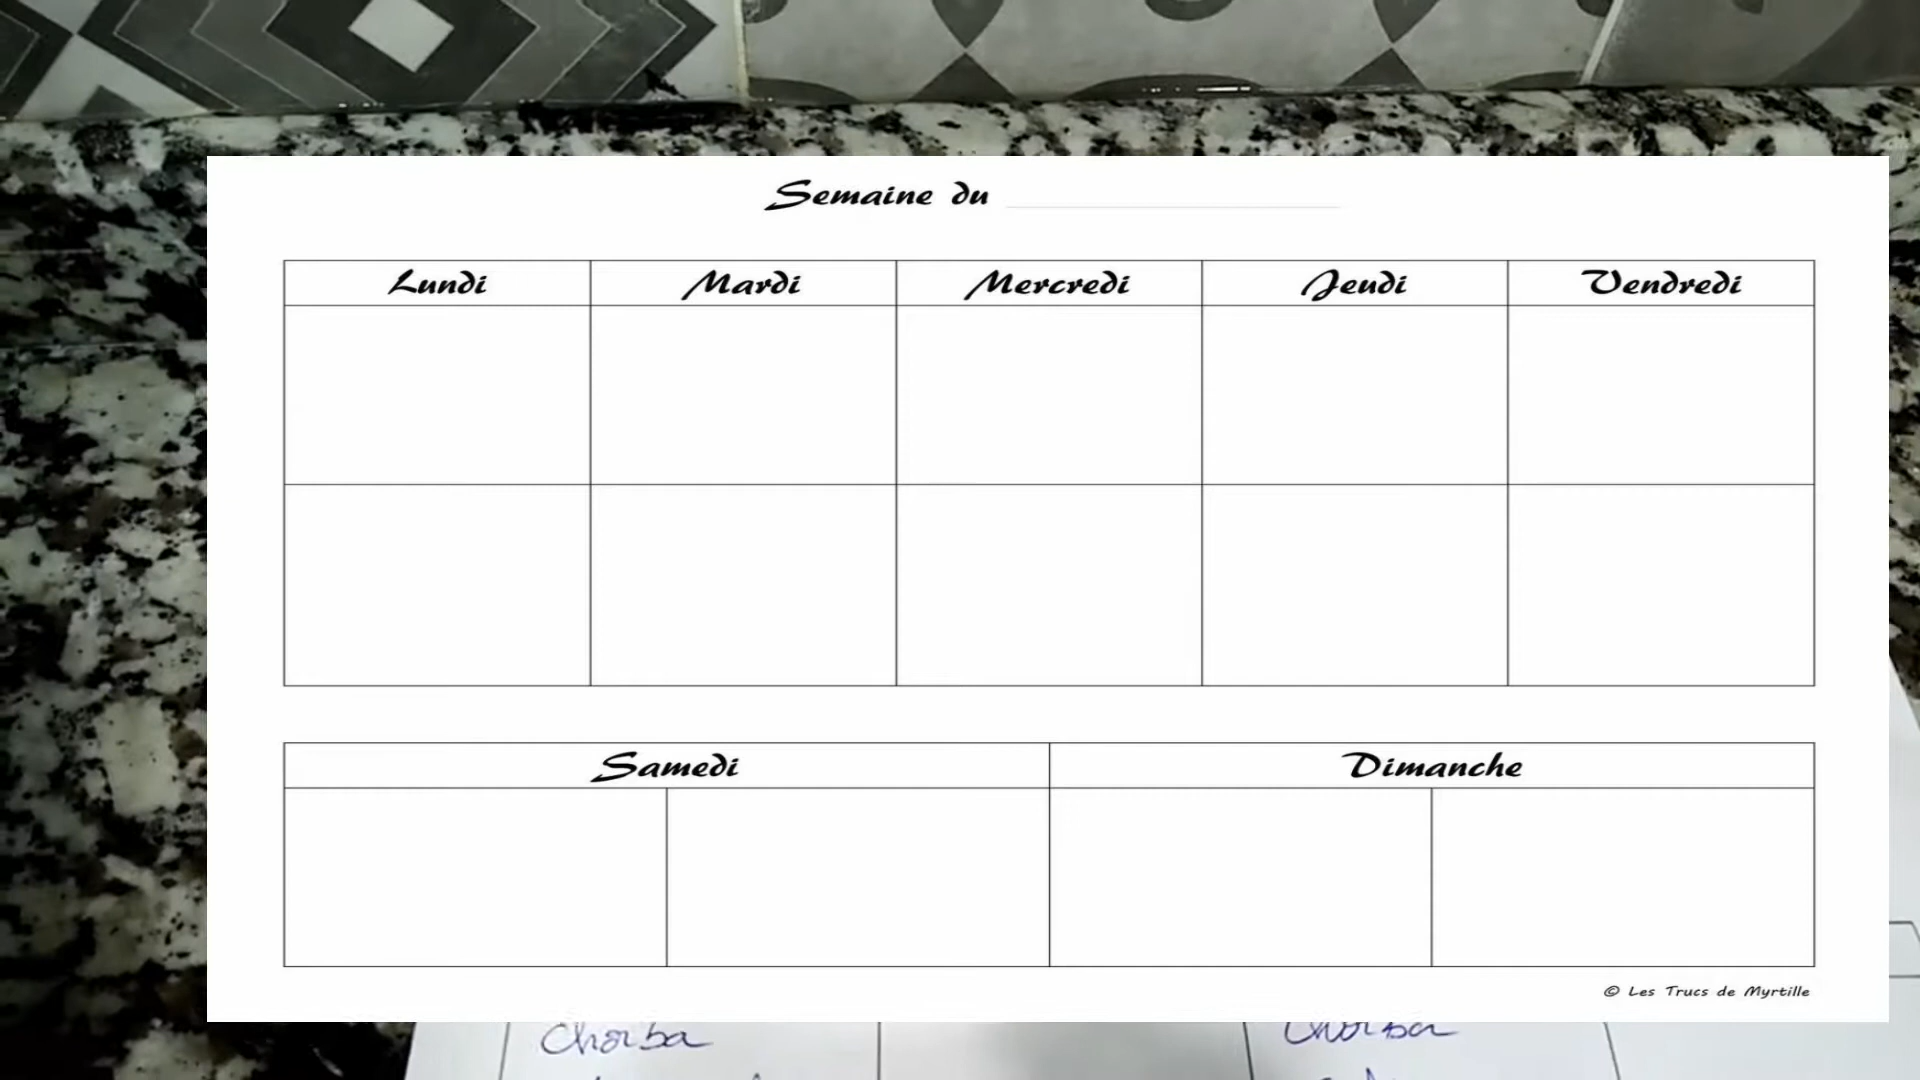 Semaine du
Lundi Mardi Mercredi Jeudi Vendredi
Samedi Dimanche
© Les Trucs de Myrtille
Chorba Chorba